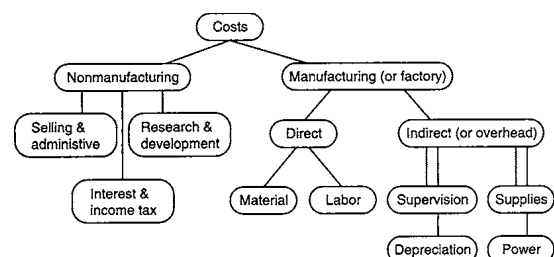 Costs
Nonmanufacturing
Manufacturing (or factory)
Selling &
administive
Research &
development
Interest &
income tax
Direct
Indirect (or overhead)
Material
Labor
Supervision
Supplies
Depreciation
Power